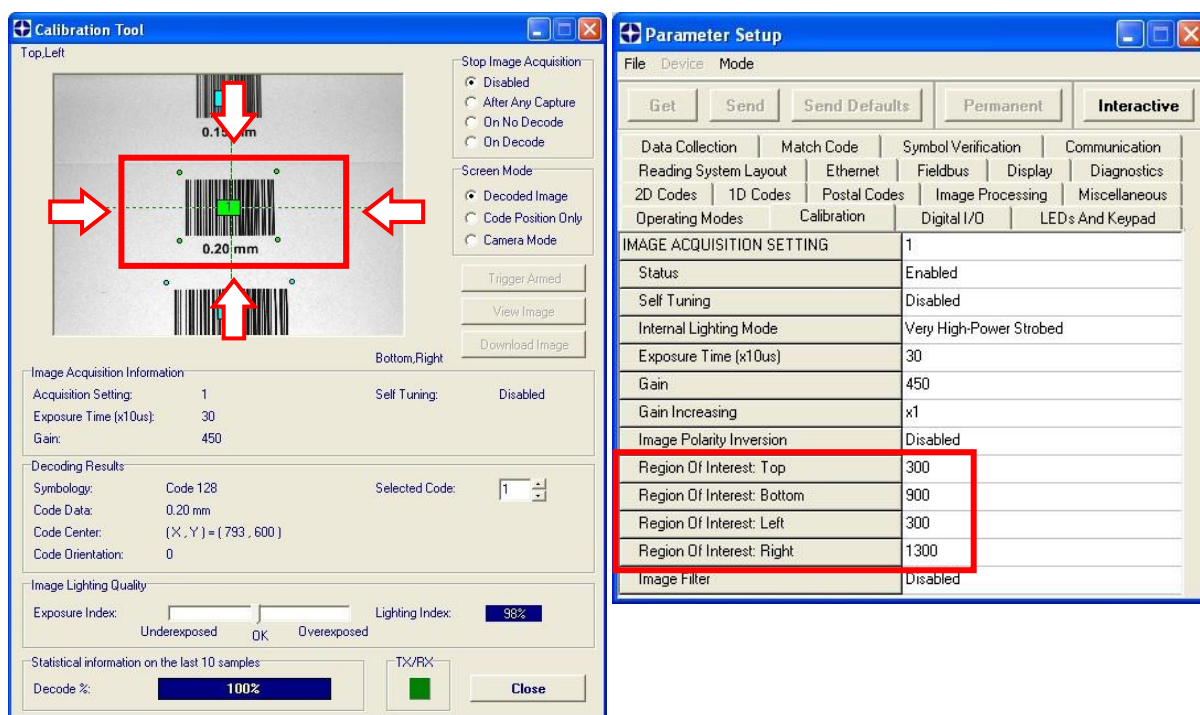 Calibration Tool
Top,Left
0.20 mm
Bottom,Right
Stop Image Acquisition
Disabled
After Any Capture
On No Decode
On Decode
Screen Mode
Decoded Image
Code Position Only
Camera Mode
Trigger Armed
View Image
Download Image
Image Acquisition Information
Acquisition Setting: 1 Self Tuning: Disabled
Exposure Time (x10us): 30
Gain: 450
Decoding Results
Symbology: Code 128 Selected Code: 1
Code Data: 0.20 mm
Code Center: (X,Y) = ( 793 , 600 )
Code Orientation: 0
Image Lighting Quality
Exposure Index: Lighting Index: 98%
Underexposed OK Overexposed
Statistical information on the last 10 samples TX/RX
Decode %: 100% Close
Parameter Setup
File Device Mode
Get Send Send Defaults Permanent Interactive
Data Collection Match Code Symbol Verification Communication
Reading System Layout Ethernet Fieldbus Display Diagnostics
2D Codes 1D Codes Postal Codes Image Processing Miscellaneous
Operating Modes Calibration Digital I/O LEDs And Keypad
IMAGE ACQUISITION SETTING 1
Status Enabled
Self Tuning Disabled
Internal Lighting Mode Very High-Power Strobed
Exposure Time (x10us) 30
Gain 450
Gain Increasing x1
Image Polarity Inversion Disabled
Region Of Interest: Top 300
Region Of Interest: Bottom 900
Region Of Interest: Left 300
Region Of Interest: Right 1300
Image Filter Disabled